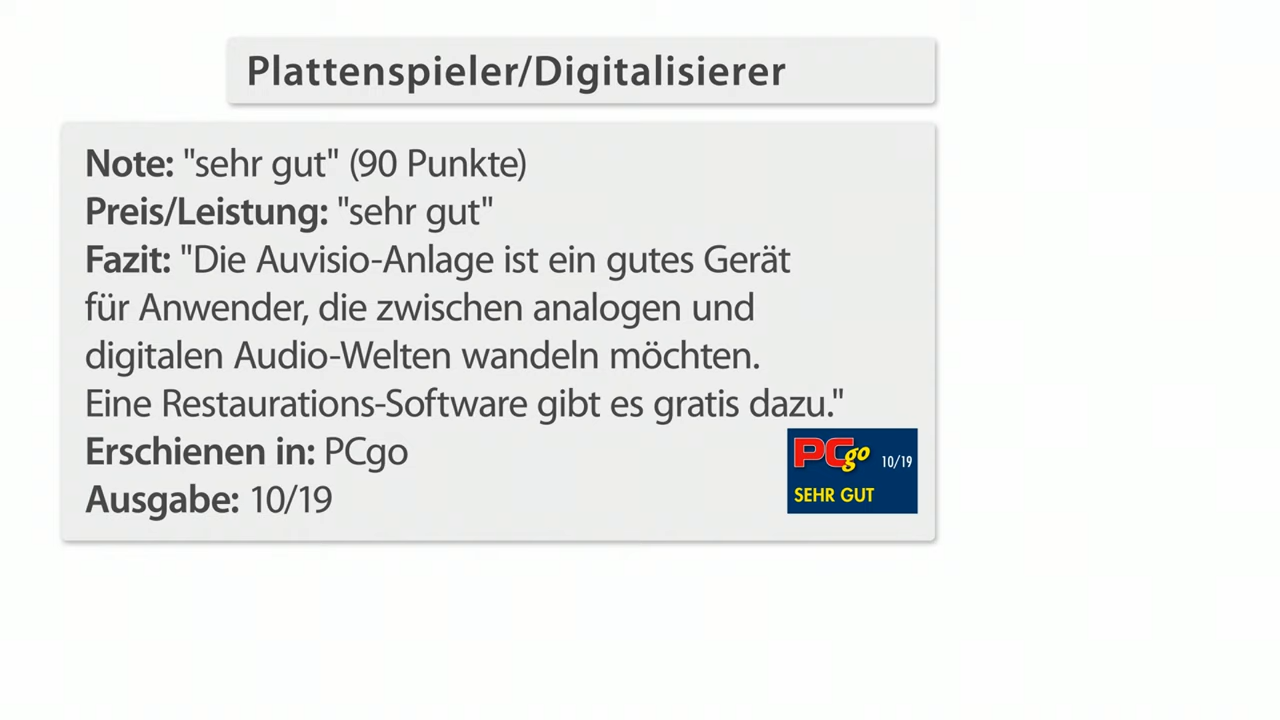 Plattenspieler/Digitalisierer
Note: "sehr gut" (90 Punkte)
Preis/Leistung: "sehr gut"
Fazit: "Die Auvisio-Anlage ist ein gutes Gerät
für Anwender, die zwischen analogen und
digitalen Audio-Welten wandeln möchten.
Eine Restaurations-Software gibt es gratis dazu."
Erschienen in: PCgo
Ausgabe: 10/19
PCgo 10/19
SEHR GUT